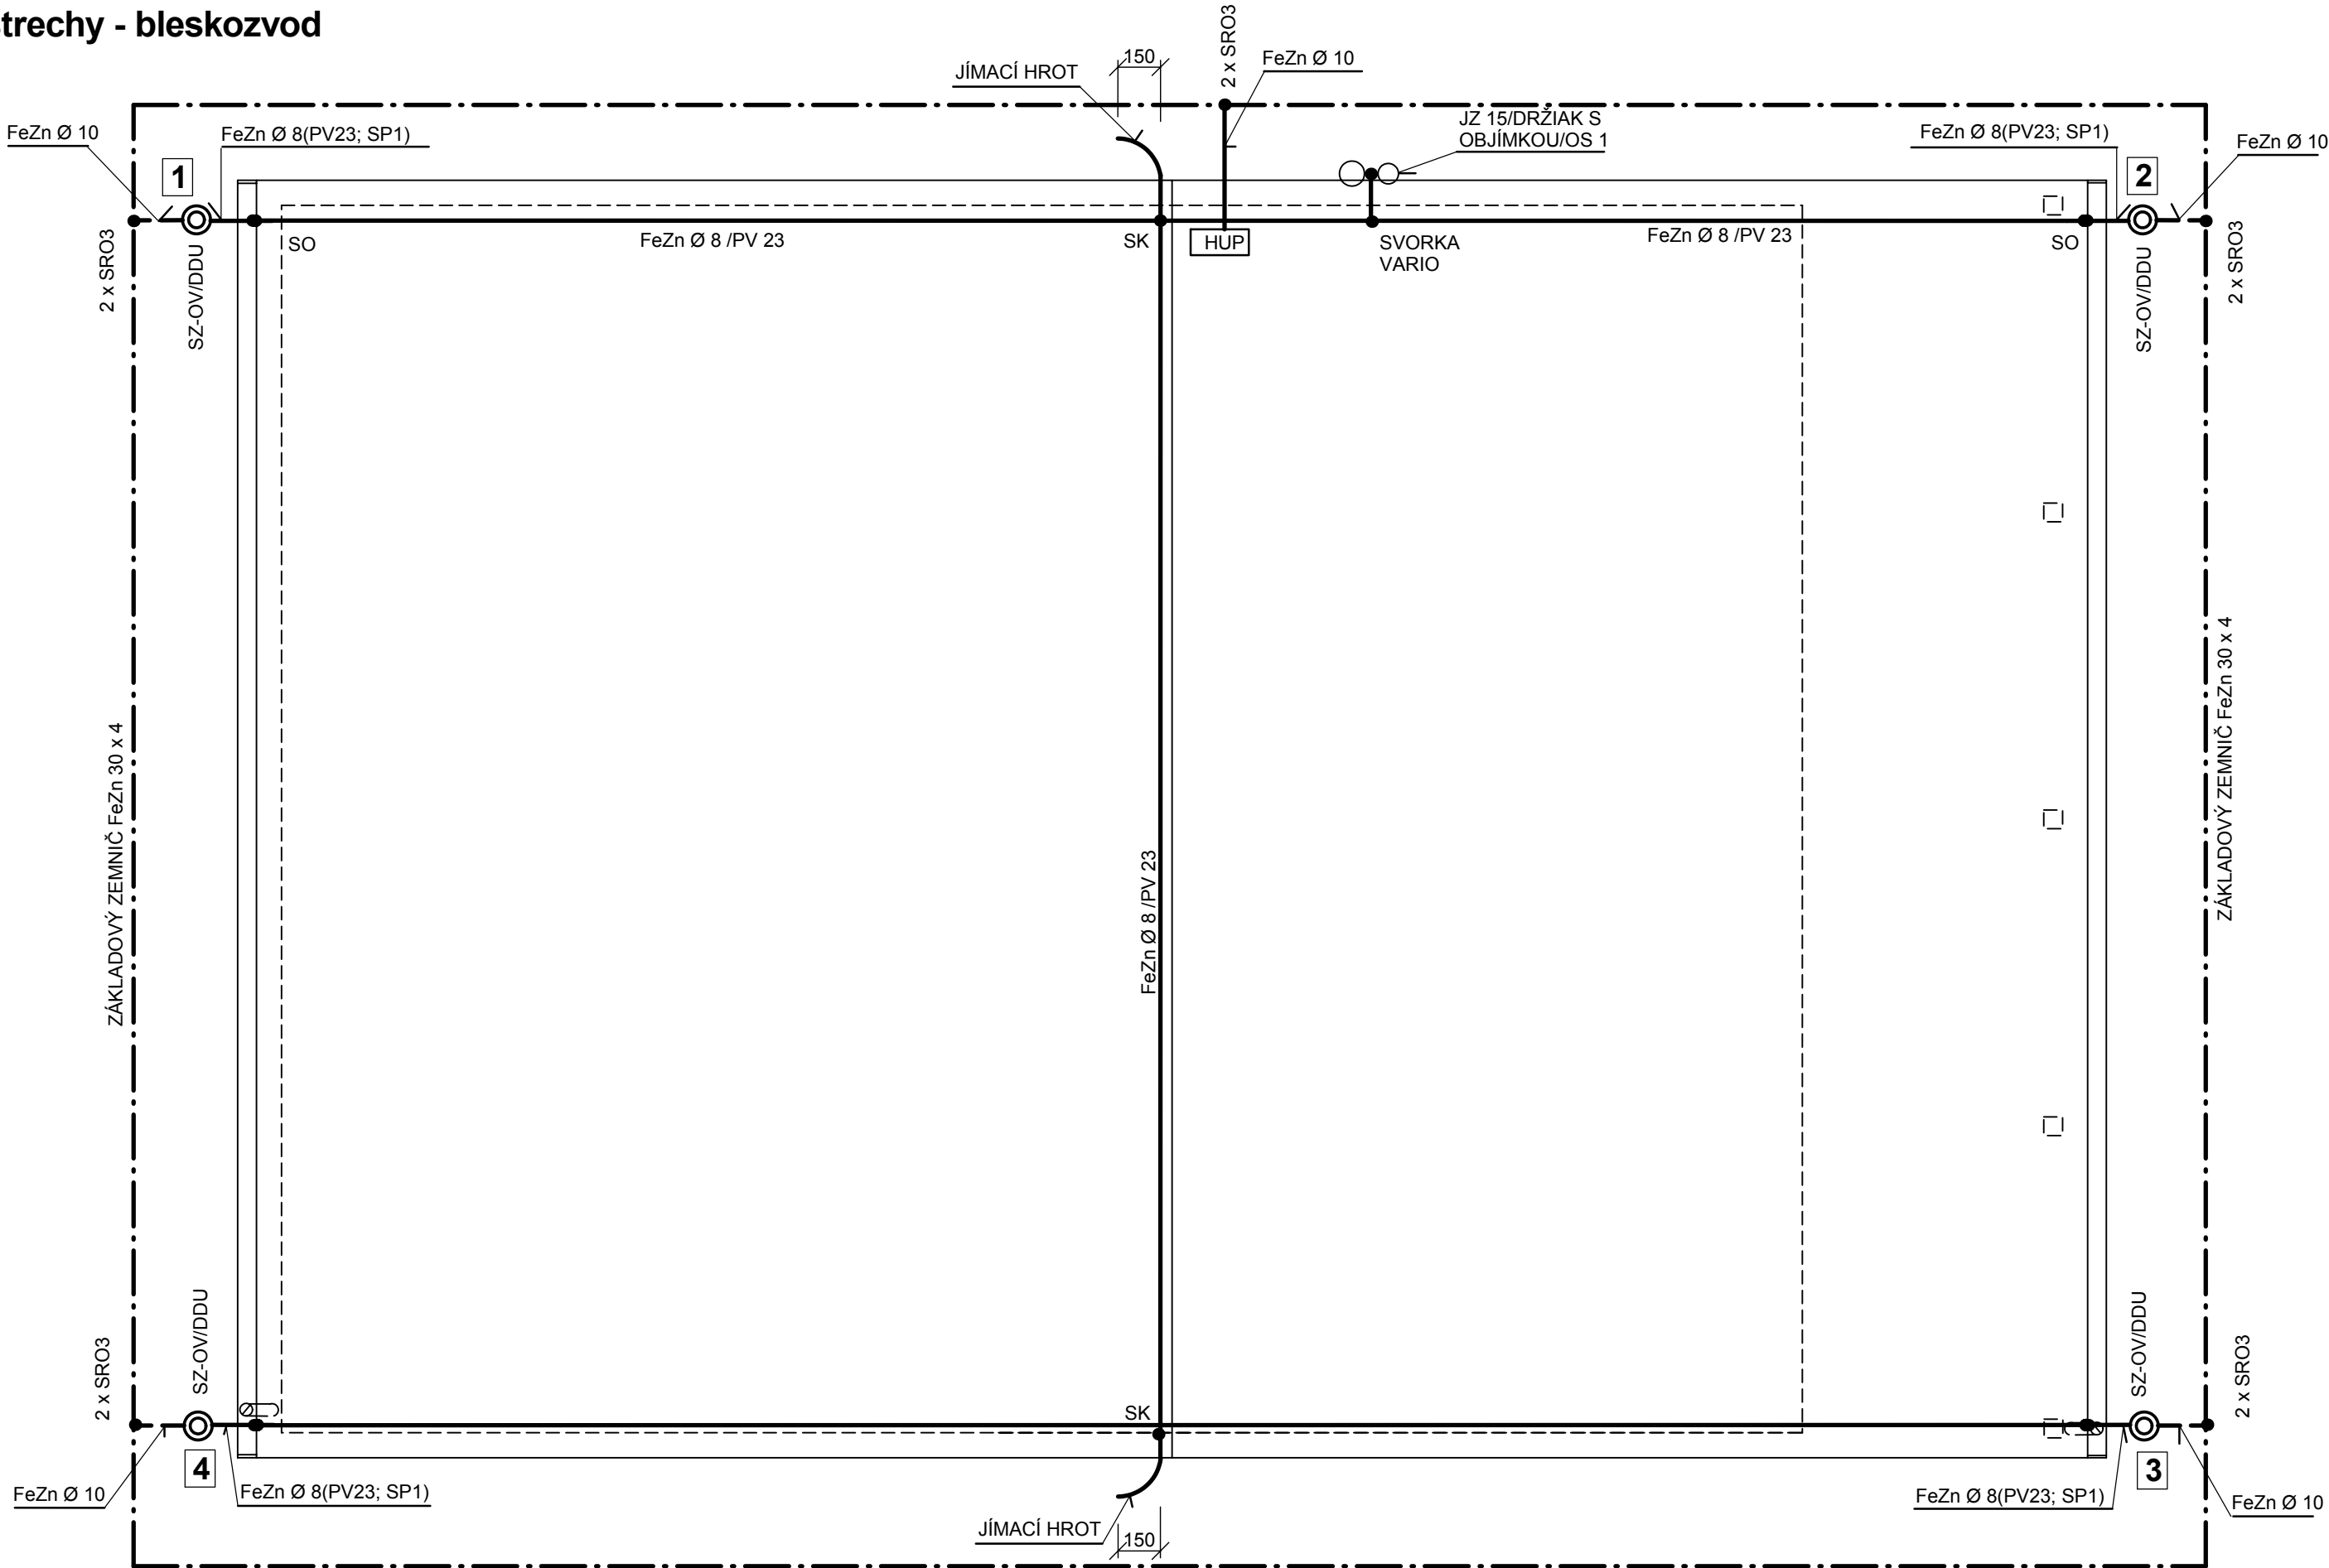 trechy - bleskozvod
2 x SRO3
150
FeZn Ø 10
JÍMACÍ HROT
JZ 15/DRŽIAK S
OBJÍMKOU/OS 1
FeZn Ø 10
FeZn Ø 8(PV23; SP1)
FeZn Ø 8(PV23; SP1)
FeZn Ø 10
1
2
2 x SRO3
SZ-OV/DDU
SO
FeZn Ø 8 /PV 23
SK
HUP
SVORKA
VARIO
FeZn Ø 8 /PV 23
SO
SZ-OV/DDU
2 x SRO3
ZÁKLADOVÝ ZEMNIČ FeZn 30 x 4
FeZn Ø 8 /PV 23
ZÁKLADOVÝ ZEMNIČ FeZn 30 x 4
2 x SRO3
SZ-OV/DDU
SK
SZ-OV/DDU
2 x SRO3
4
3
FeZn Ø 10
FeZn Ø 8(PV23; SP1)
FeZn Ø 8(PV23; SP1)
FeZn Ø 10
JÍMACÍ HROT
150